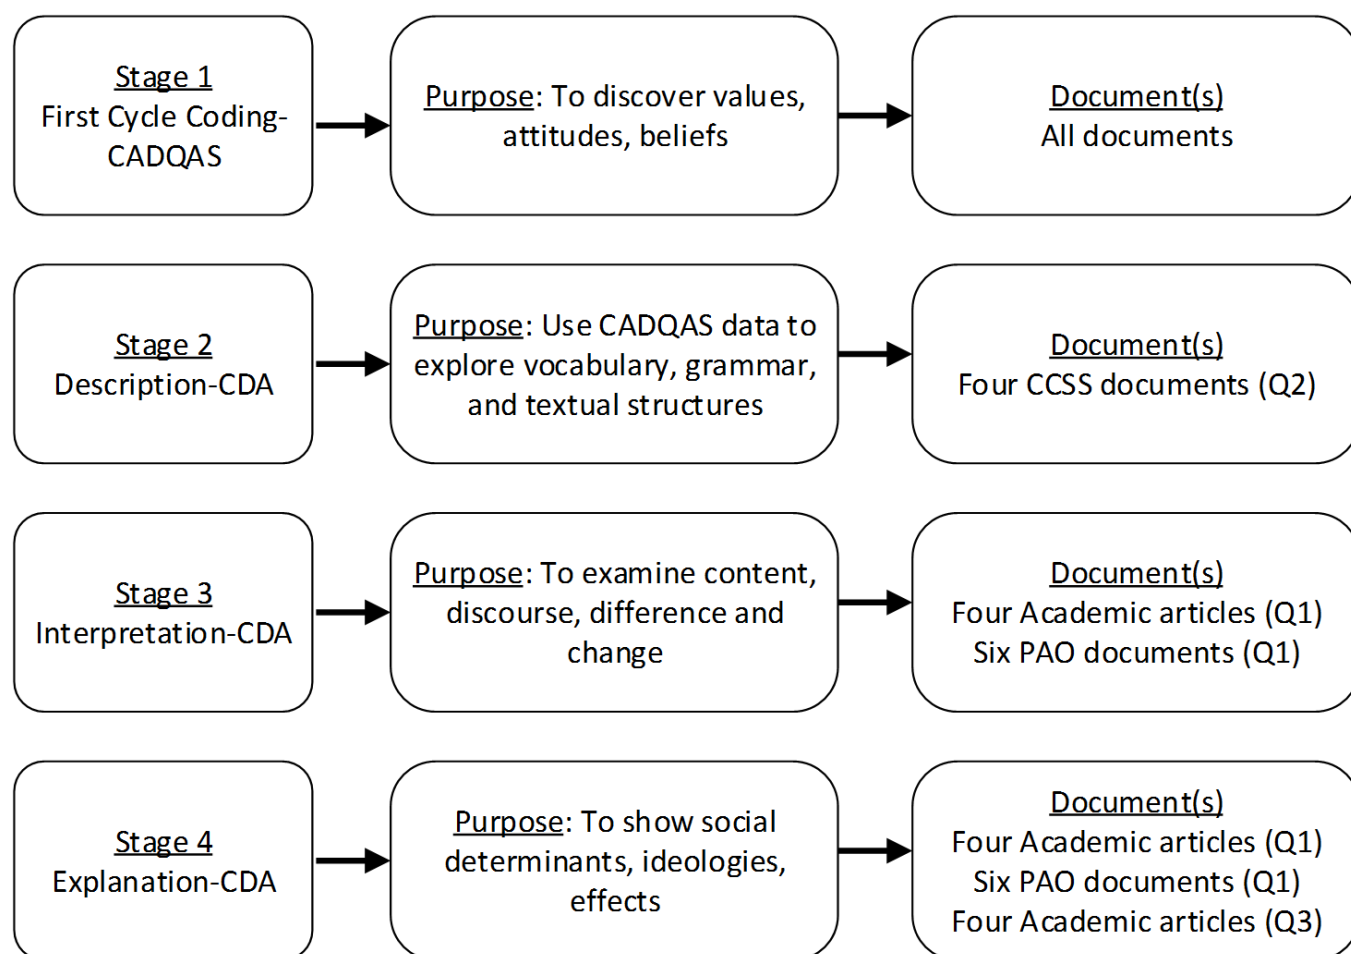 Stage 1
First Cycle Coding-
CADQAS
Purpose: To discover values,
attitudes, beliefs
Document(s)
All documents
Stage 2
Description-CDA
Purpose: Use CADQAS data to
explore vocabulary, grammar,
and textual structures
Document(s)
Four CCSS documents (Q2)
Stage 3
Interpretation-CDA
Purpose: To examine content,
discourse, difference and
change
Document(s)
Four Academic articles (Q1)
Six PAO documents (Q1)
Stage 4
Explanation-CDA
Purpose: To show social
determinants, ideologies,
effects
Document(s)
Four Academic articles (Q1)
Six PAO documents (Q1)
Four Academic articles (Q3)